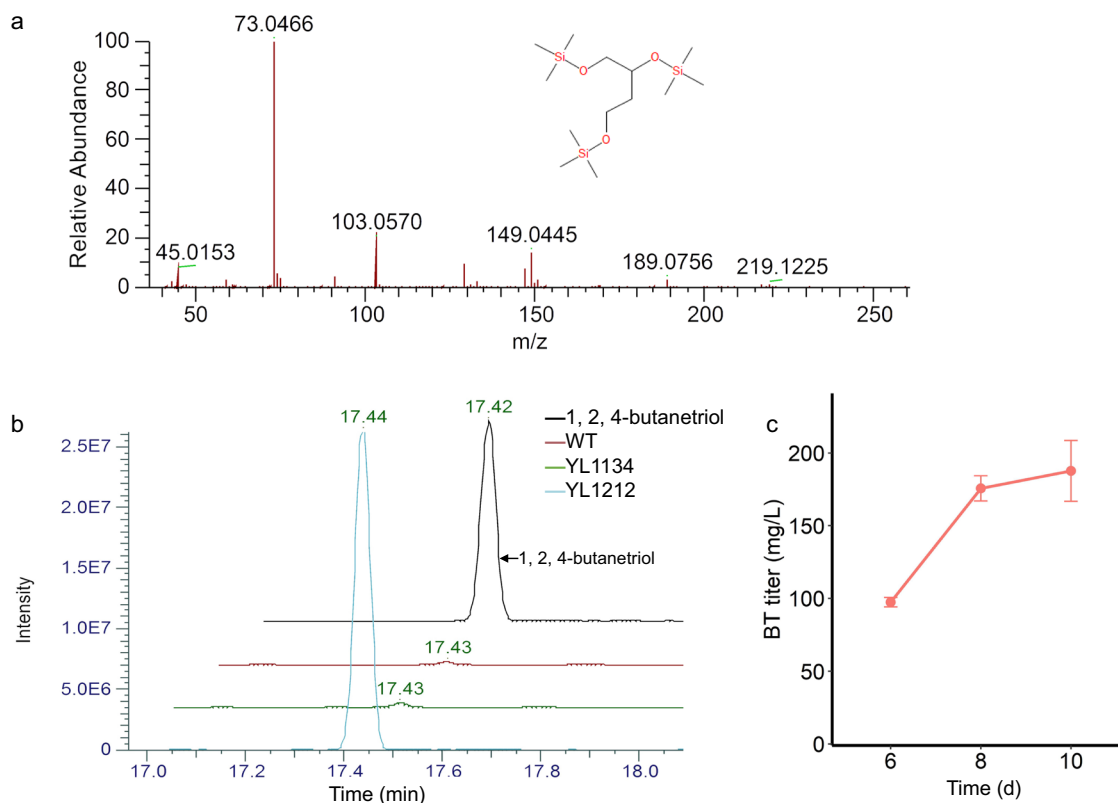 a
73.0466
103.0570
149.0445
45.0153
189.0756
219.1225
Relative Abundance
100
80
60
40
20
0
50
100
150
200
250
m/z
Si
O
O
Si
O
Si
b
17.44
17.42
1, 2, 4-butanetriol
WT
YL1134
YL1212
1, 2, 4-butanetriol
17.43
17.43
Intensity
2.5E7
2.0E7
1.5E7
1.0E7
5.0E6
0
17.0
17.2
17.4
17.6
17.8
18.0
Time (min)
c
BT titer (mg/L)
200
150
100
50
0
6
8
10
Time (d)